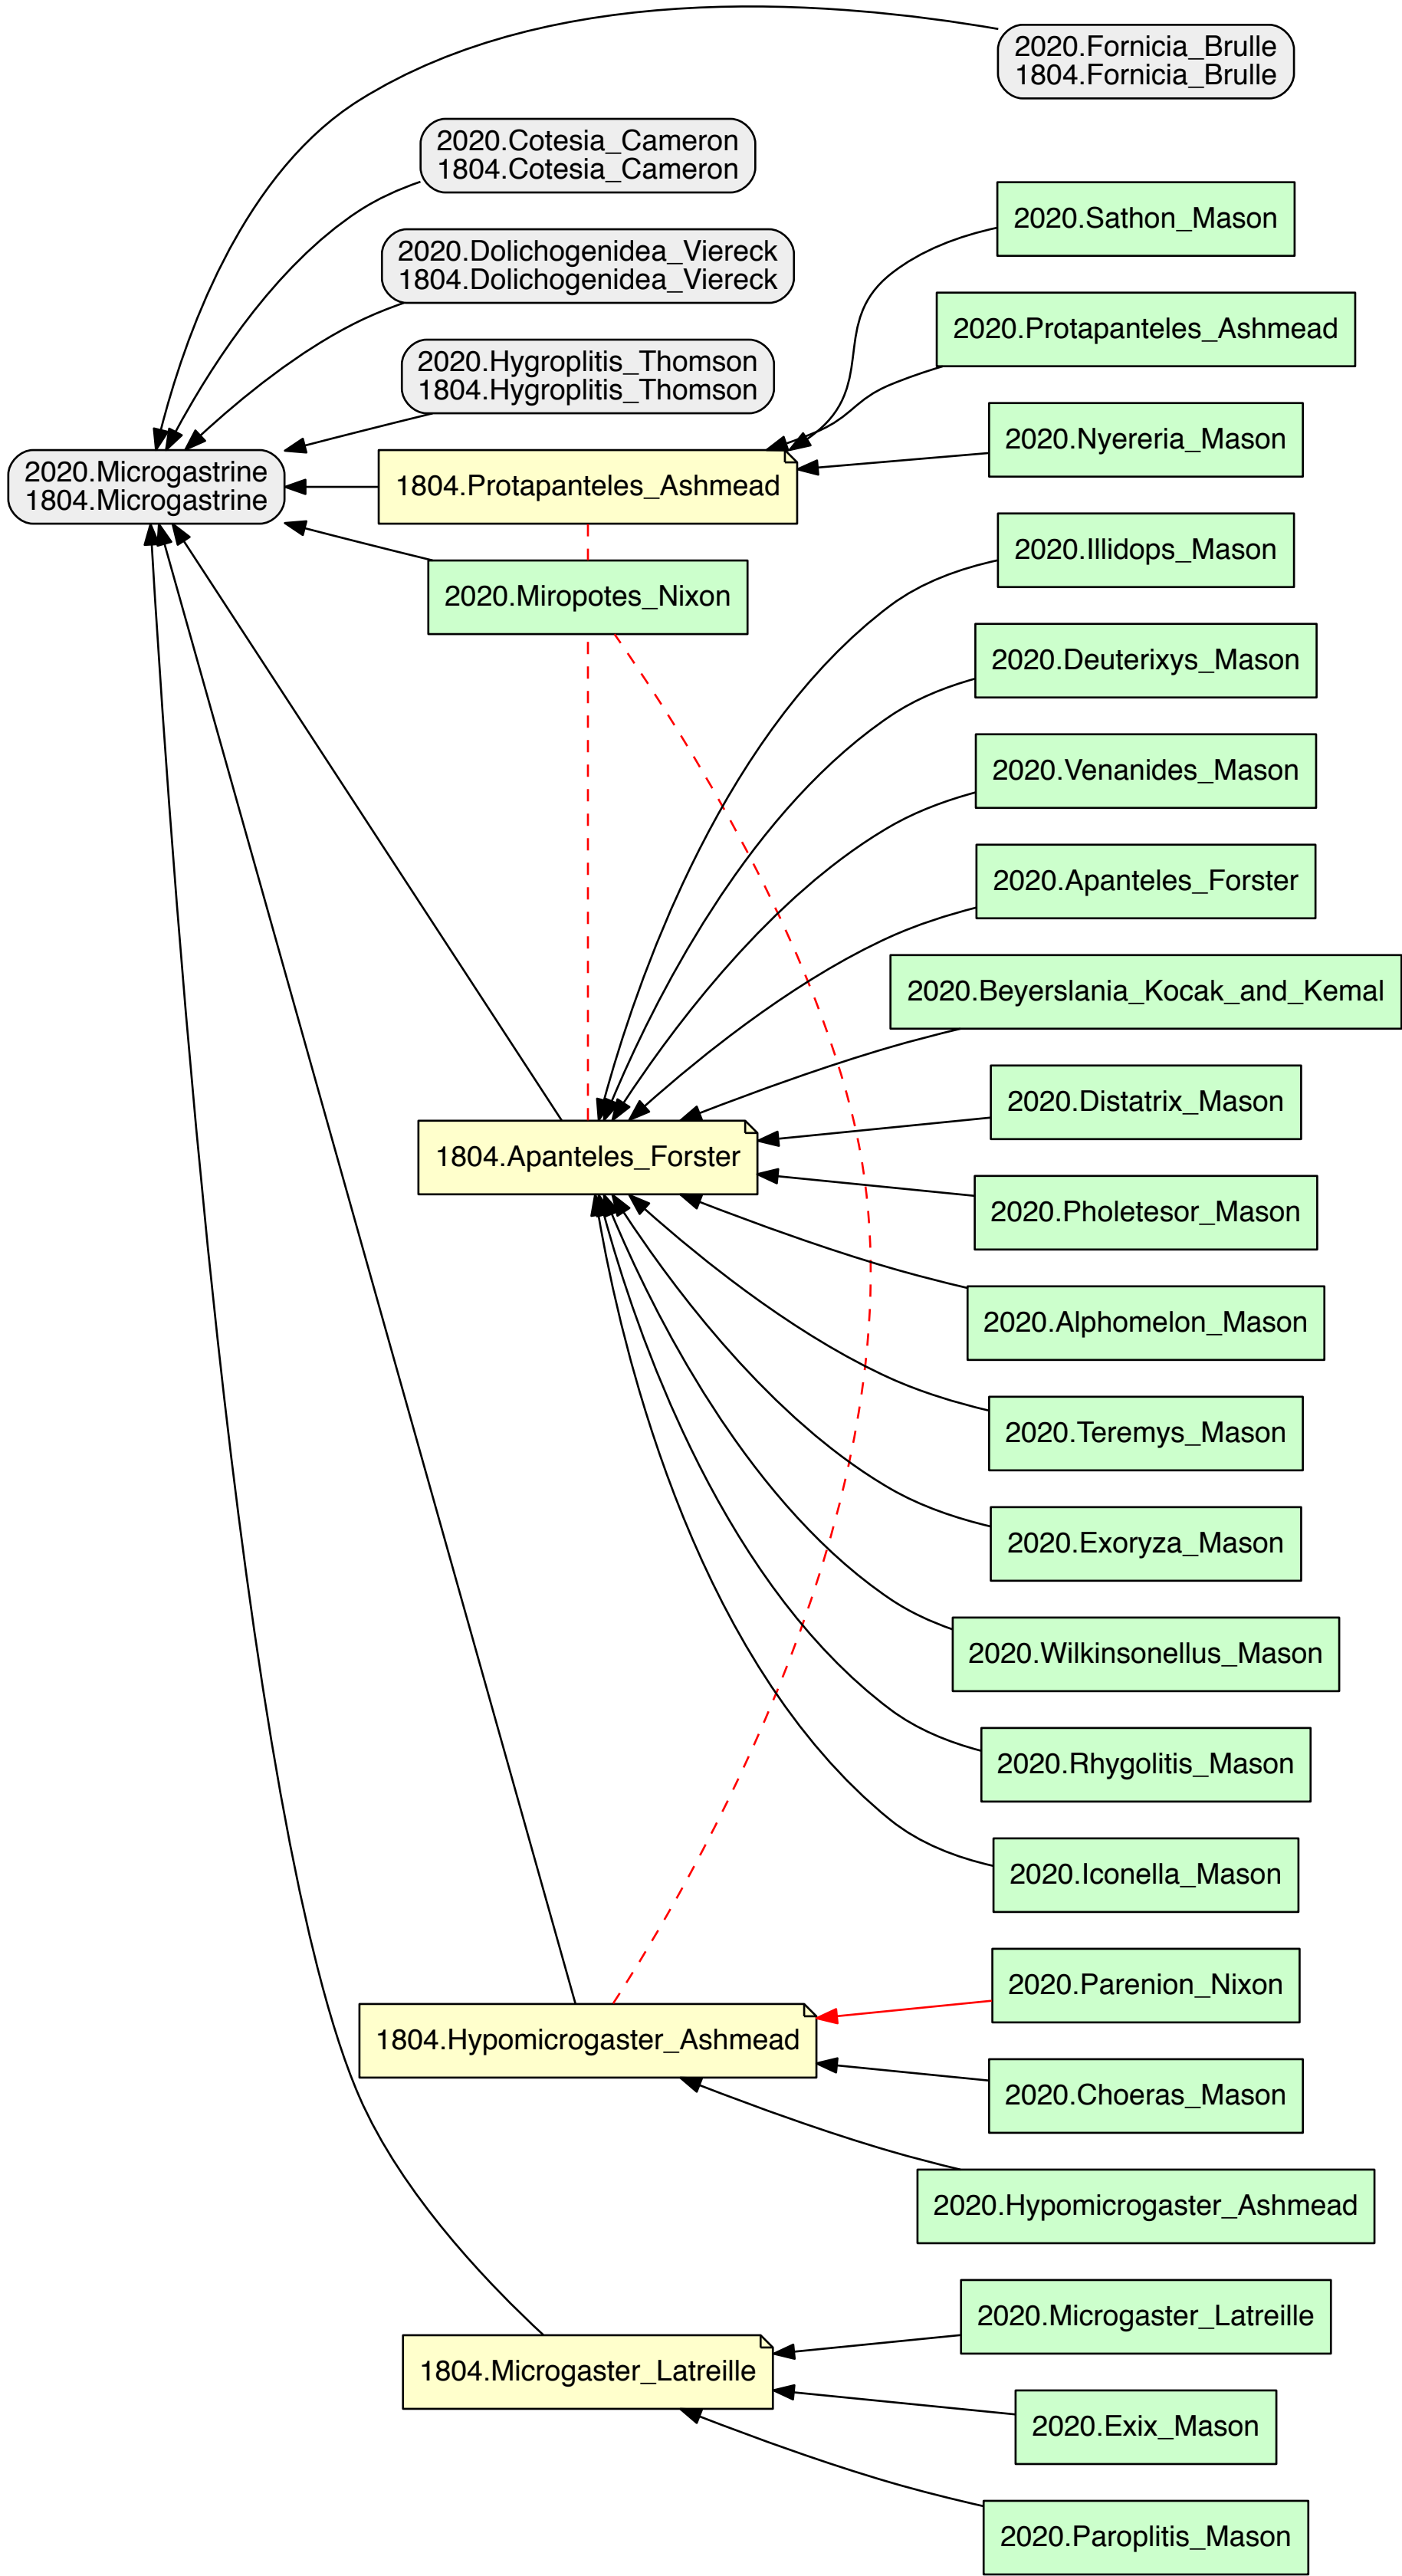 2020.Fornicia_Brulle
1804.Fornicia_Brulle
2020.Cotesia_Cameron
1804.Cotesia_Cameron
2020.Sathon_Mason
2020.Dolichogenidea_Viereck
1804.Dolichogenidea_Viereck
2020.Protapanteles_Ashmead
2020.Hygroplitis_Thomson
1804.Hygroplitis_Thomson
2020.Nyereria_Mason
2020.Microgastrine
1804.Microgastrine
1804.Protapanteles_Ashmead
2020.Illidops_Mason
2020.Miropotes_Nixon
2020.Deuterixys_Mason
2020.Venanides_Mason
2020.Apanteles_Forster
2020.Beyerslania_Kocak_and_Kemal
2020.Distatrix_Mason
1804.Apanteles_Forster
2020.Pholetesor_Mason
2020.Alphomelon_Mason
2020.Teremys_Mason
2020.Exoryza_Mason
2020.Wilkinsonellus_Mason
2020.Rhygolitis_Mason
2020.Iconella_Mason
2020.Parenion_Nixon
1804.Hypomicrogaster_Ashmead
2020.Choeras_Mason
2020.Hypomicrogaster_Ashmead
2020.Microgaster_Latreille
1804.Microgaster_Latreille
2020.Exix_Mason
2020.Paroplitis_Mason